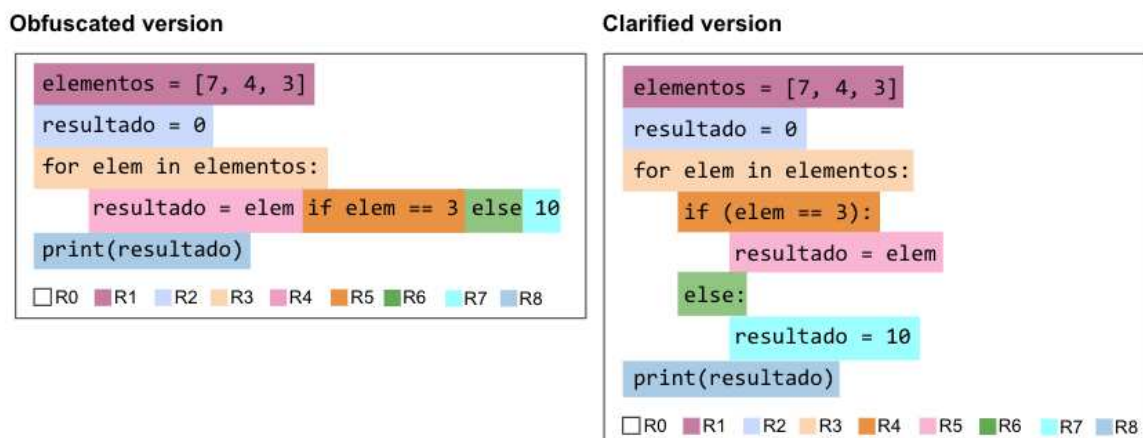 Obfuscated version
elementos = [7, 4, 3]
resultado = 0
for elem in elementos:
resultado = elem if elem == 3 else 10
print(resultado)
R0 R1 R2 R3 R4 R5 R6 R7 R8
Clarified version
elementos = [7, 4, 3]
resultado = 0
for elem in elementos:
if (elem == 3):
resultado = elem
else:
resultado = 10
print(resultado)
R0 R1 R2 R3 R4 R5 R6 R7 R8